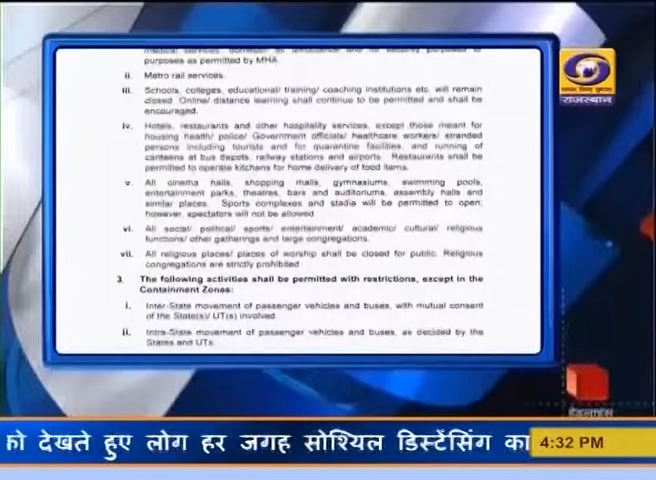 purposes as permitted by MHA.
ii. Metro rail services.
iii. Schools, colleges, educational/ training/ coaching institutions etc. will remain
closed. Online/ distance learning shall continue to be permitted and shall be
encouraged.
iv. Hotels, restaurants and other hospitality services, except those meant for
housing health/ police/ Government officials/ healthcare workers/ stranded
persons including tourists and for quarantine facilities; and running of
canteens at bus depots, railway stations and airports. Restaurants shall be
permitted to operate kitchens for home delivery of food items.
v. All cinema halls, shopping malls, gymnasiums, swimming pools,
entertainment parks, theatres, bars and auditoriums, assembly halls and
similar places. Sports complexes and stadia will be permitted to open;
however, spectators will not be allowed.
vi. All social/ political/ sports/ entertainment/ academic/ cultural/ religious
functions/ other gatherings and large congregations.
vii. All religious places/ places of worship shall be closed for public. Religious
congregations are strictly prohibited.
3. The following activities shall be permitted with restrictions, except in the
Containment Zones:
i. Inter-State movement of passenger vehicles and buses, with mutual consent
of the State(s)/ UT(s) involved.
ii. Intra-State movement of passenger vehicles and buses, as decided by the
States and UTs.
राजस्थान
हेडलाइंस
को देखते हुए लोग हर जगह सोश्यिल डिस्टेंसिंग का
4:32 PM